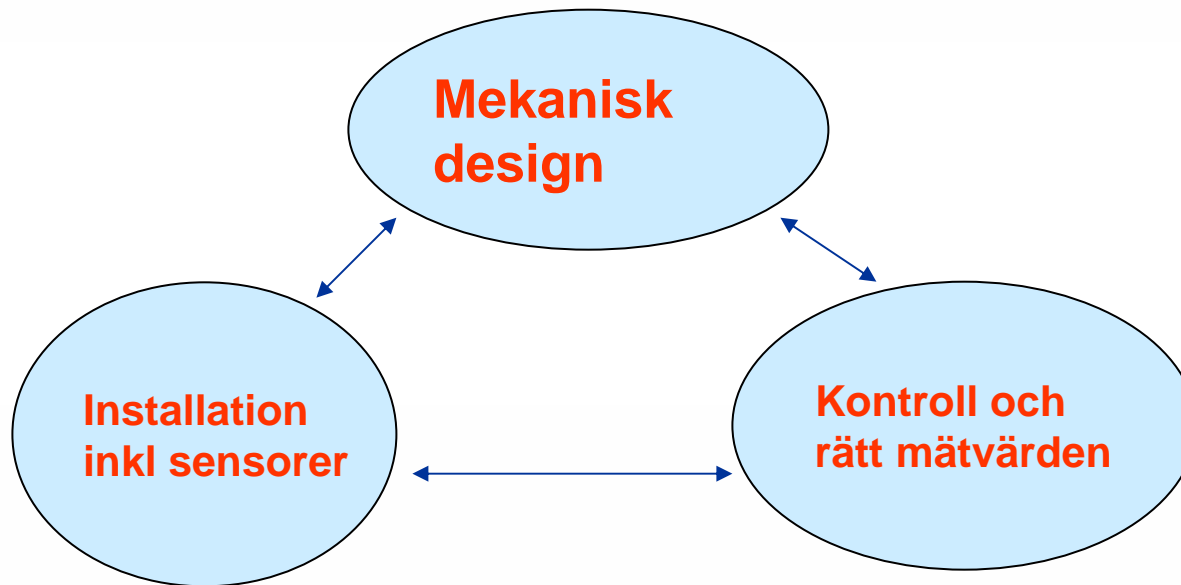 Mekanisk
design
Installation
inkl sensorer
Kontroll och
rätt mätvärden